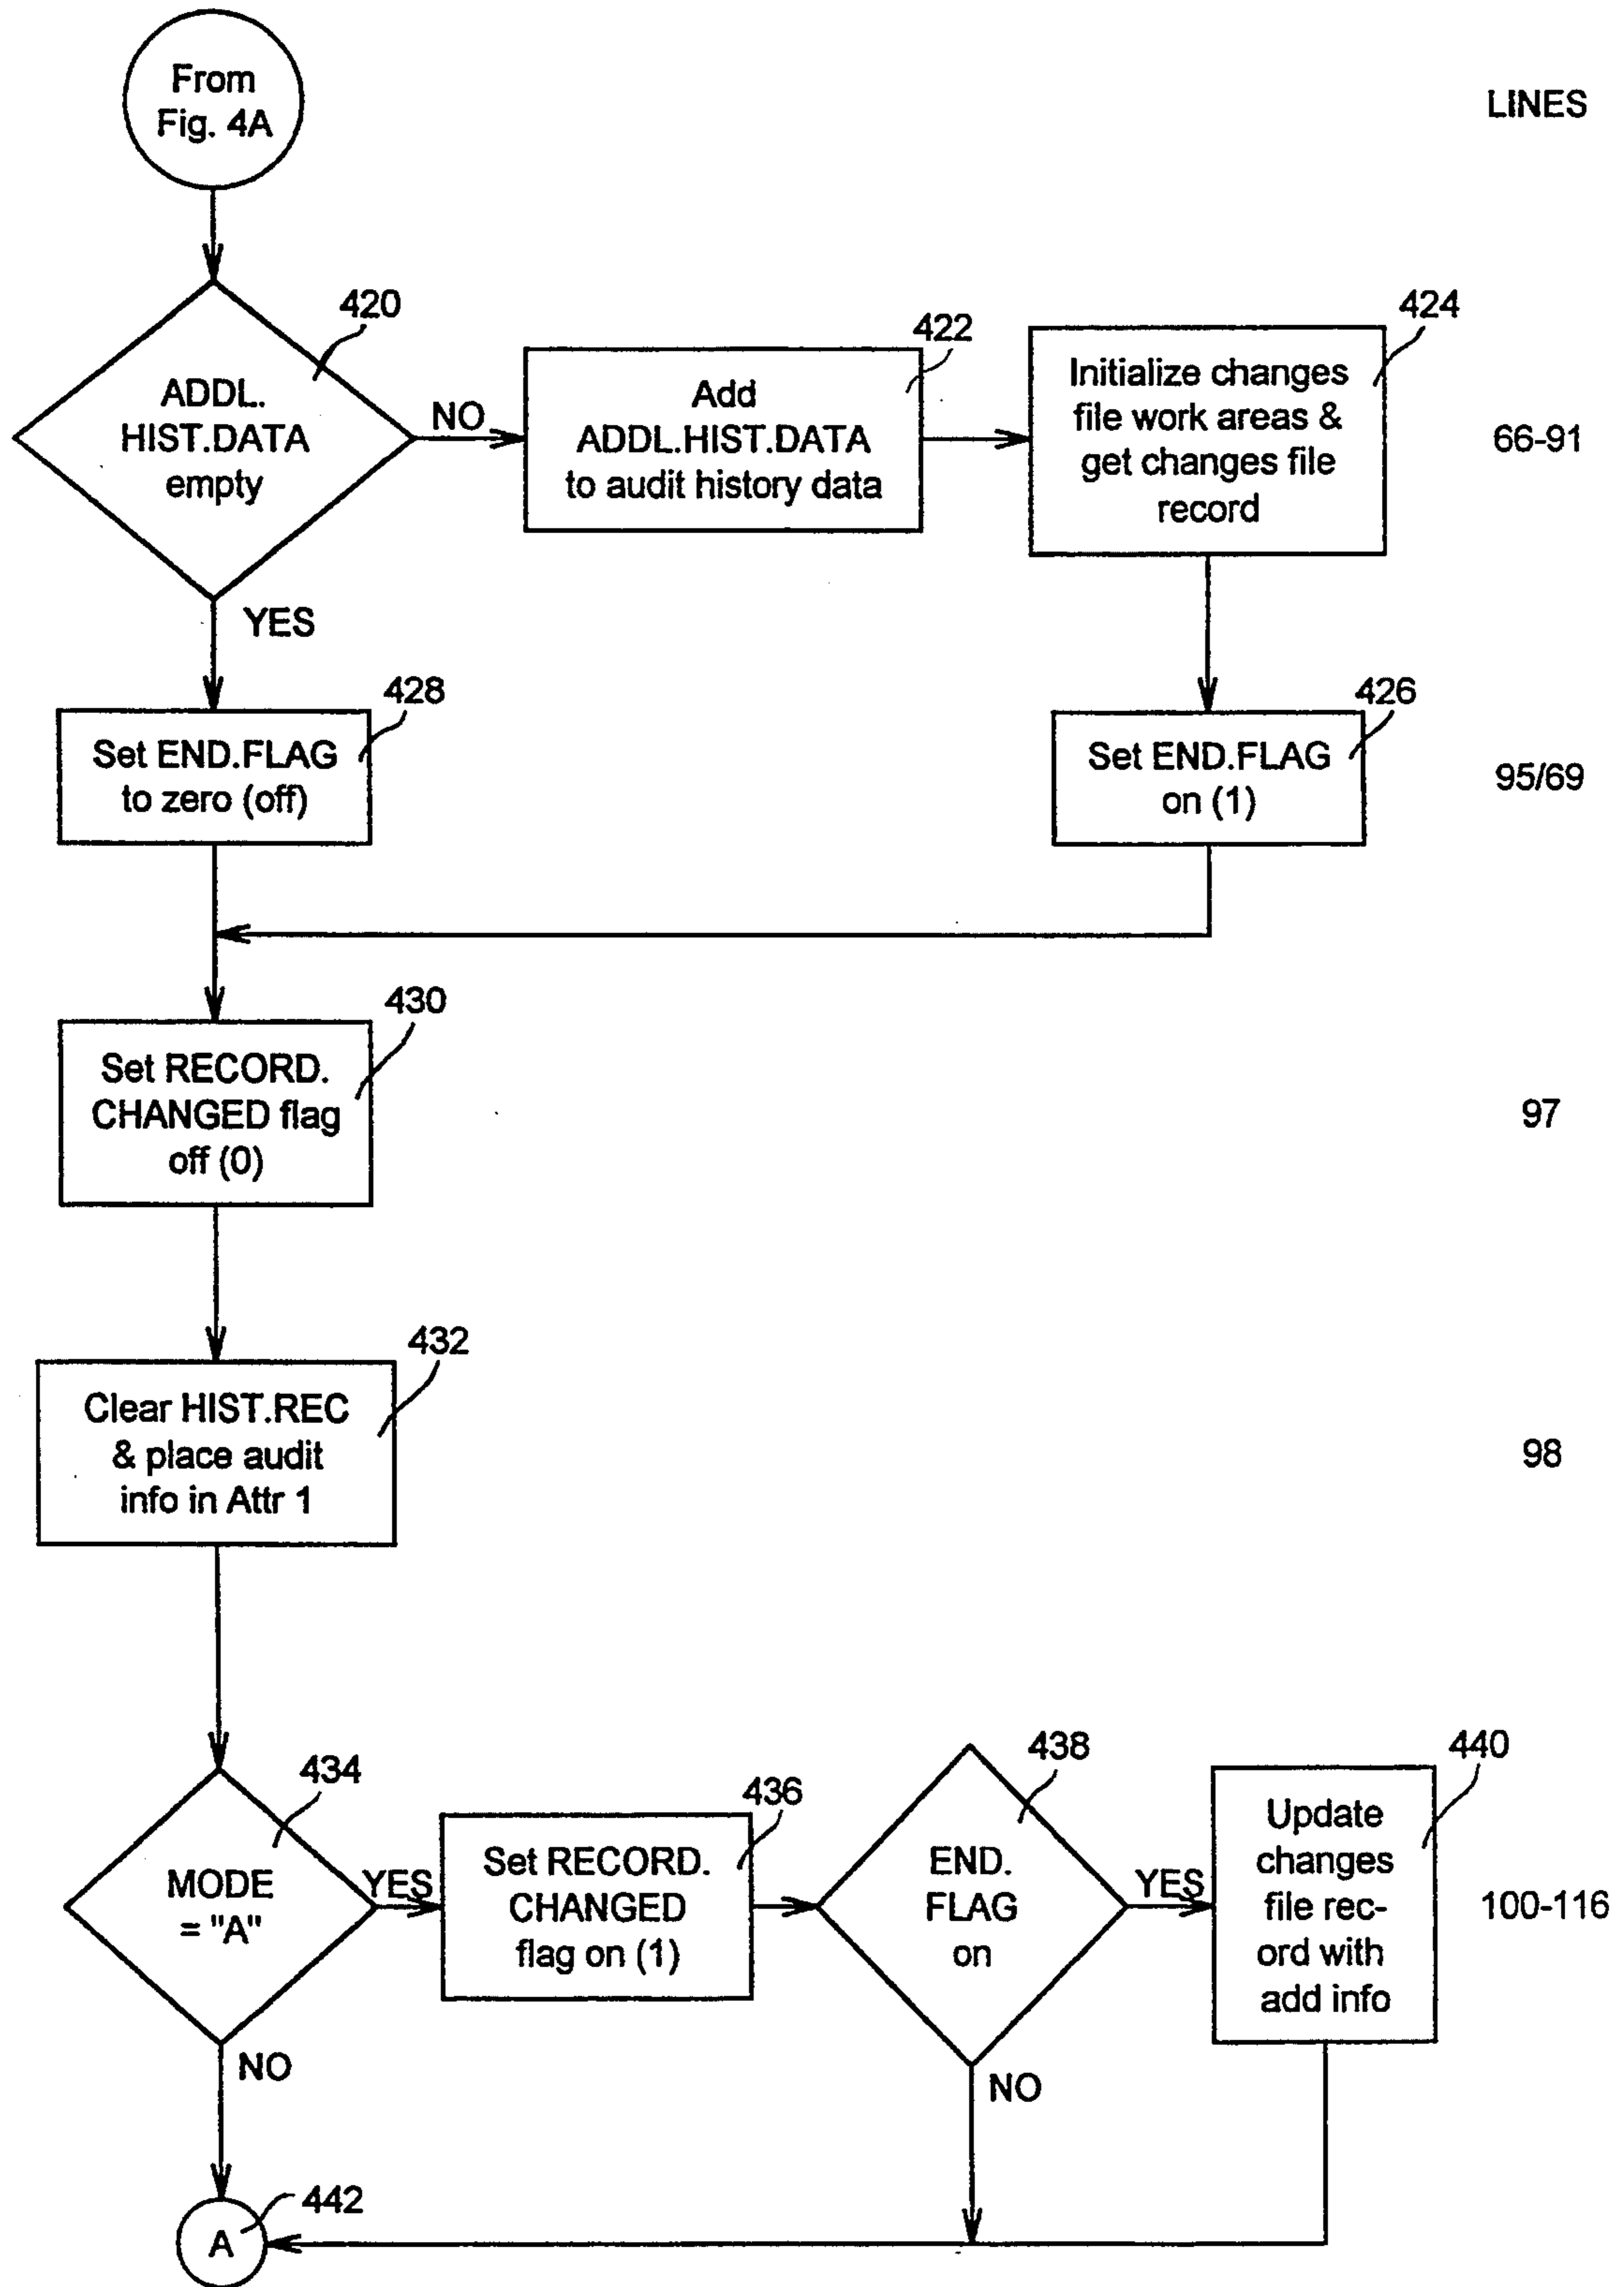 From
Fig. 4A
LINES
420
ADDL.
HIST.DATA
empty
NO
YES
422
Add
ADDL.HIST.DATA
to audit history data
424
Initialize changes
file work areas &
get changes file
record
66-91
428
Set END.FLAG
to zero (off)
426
Set END.FLAG
on (1)
95/69
430
Set RECORD.
CHANGED flag
off (0)
97
432
Clear HIST.REC
& place audit
info in Attr 1
98
434
MODE
= "A"
YES
NO
436
Set RECORD.
CHANGED
flag on (1)
438
END.
FLAG
on
YES
NO
440
Update
changes
file rec-
ord with
add info
100-116
442
A